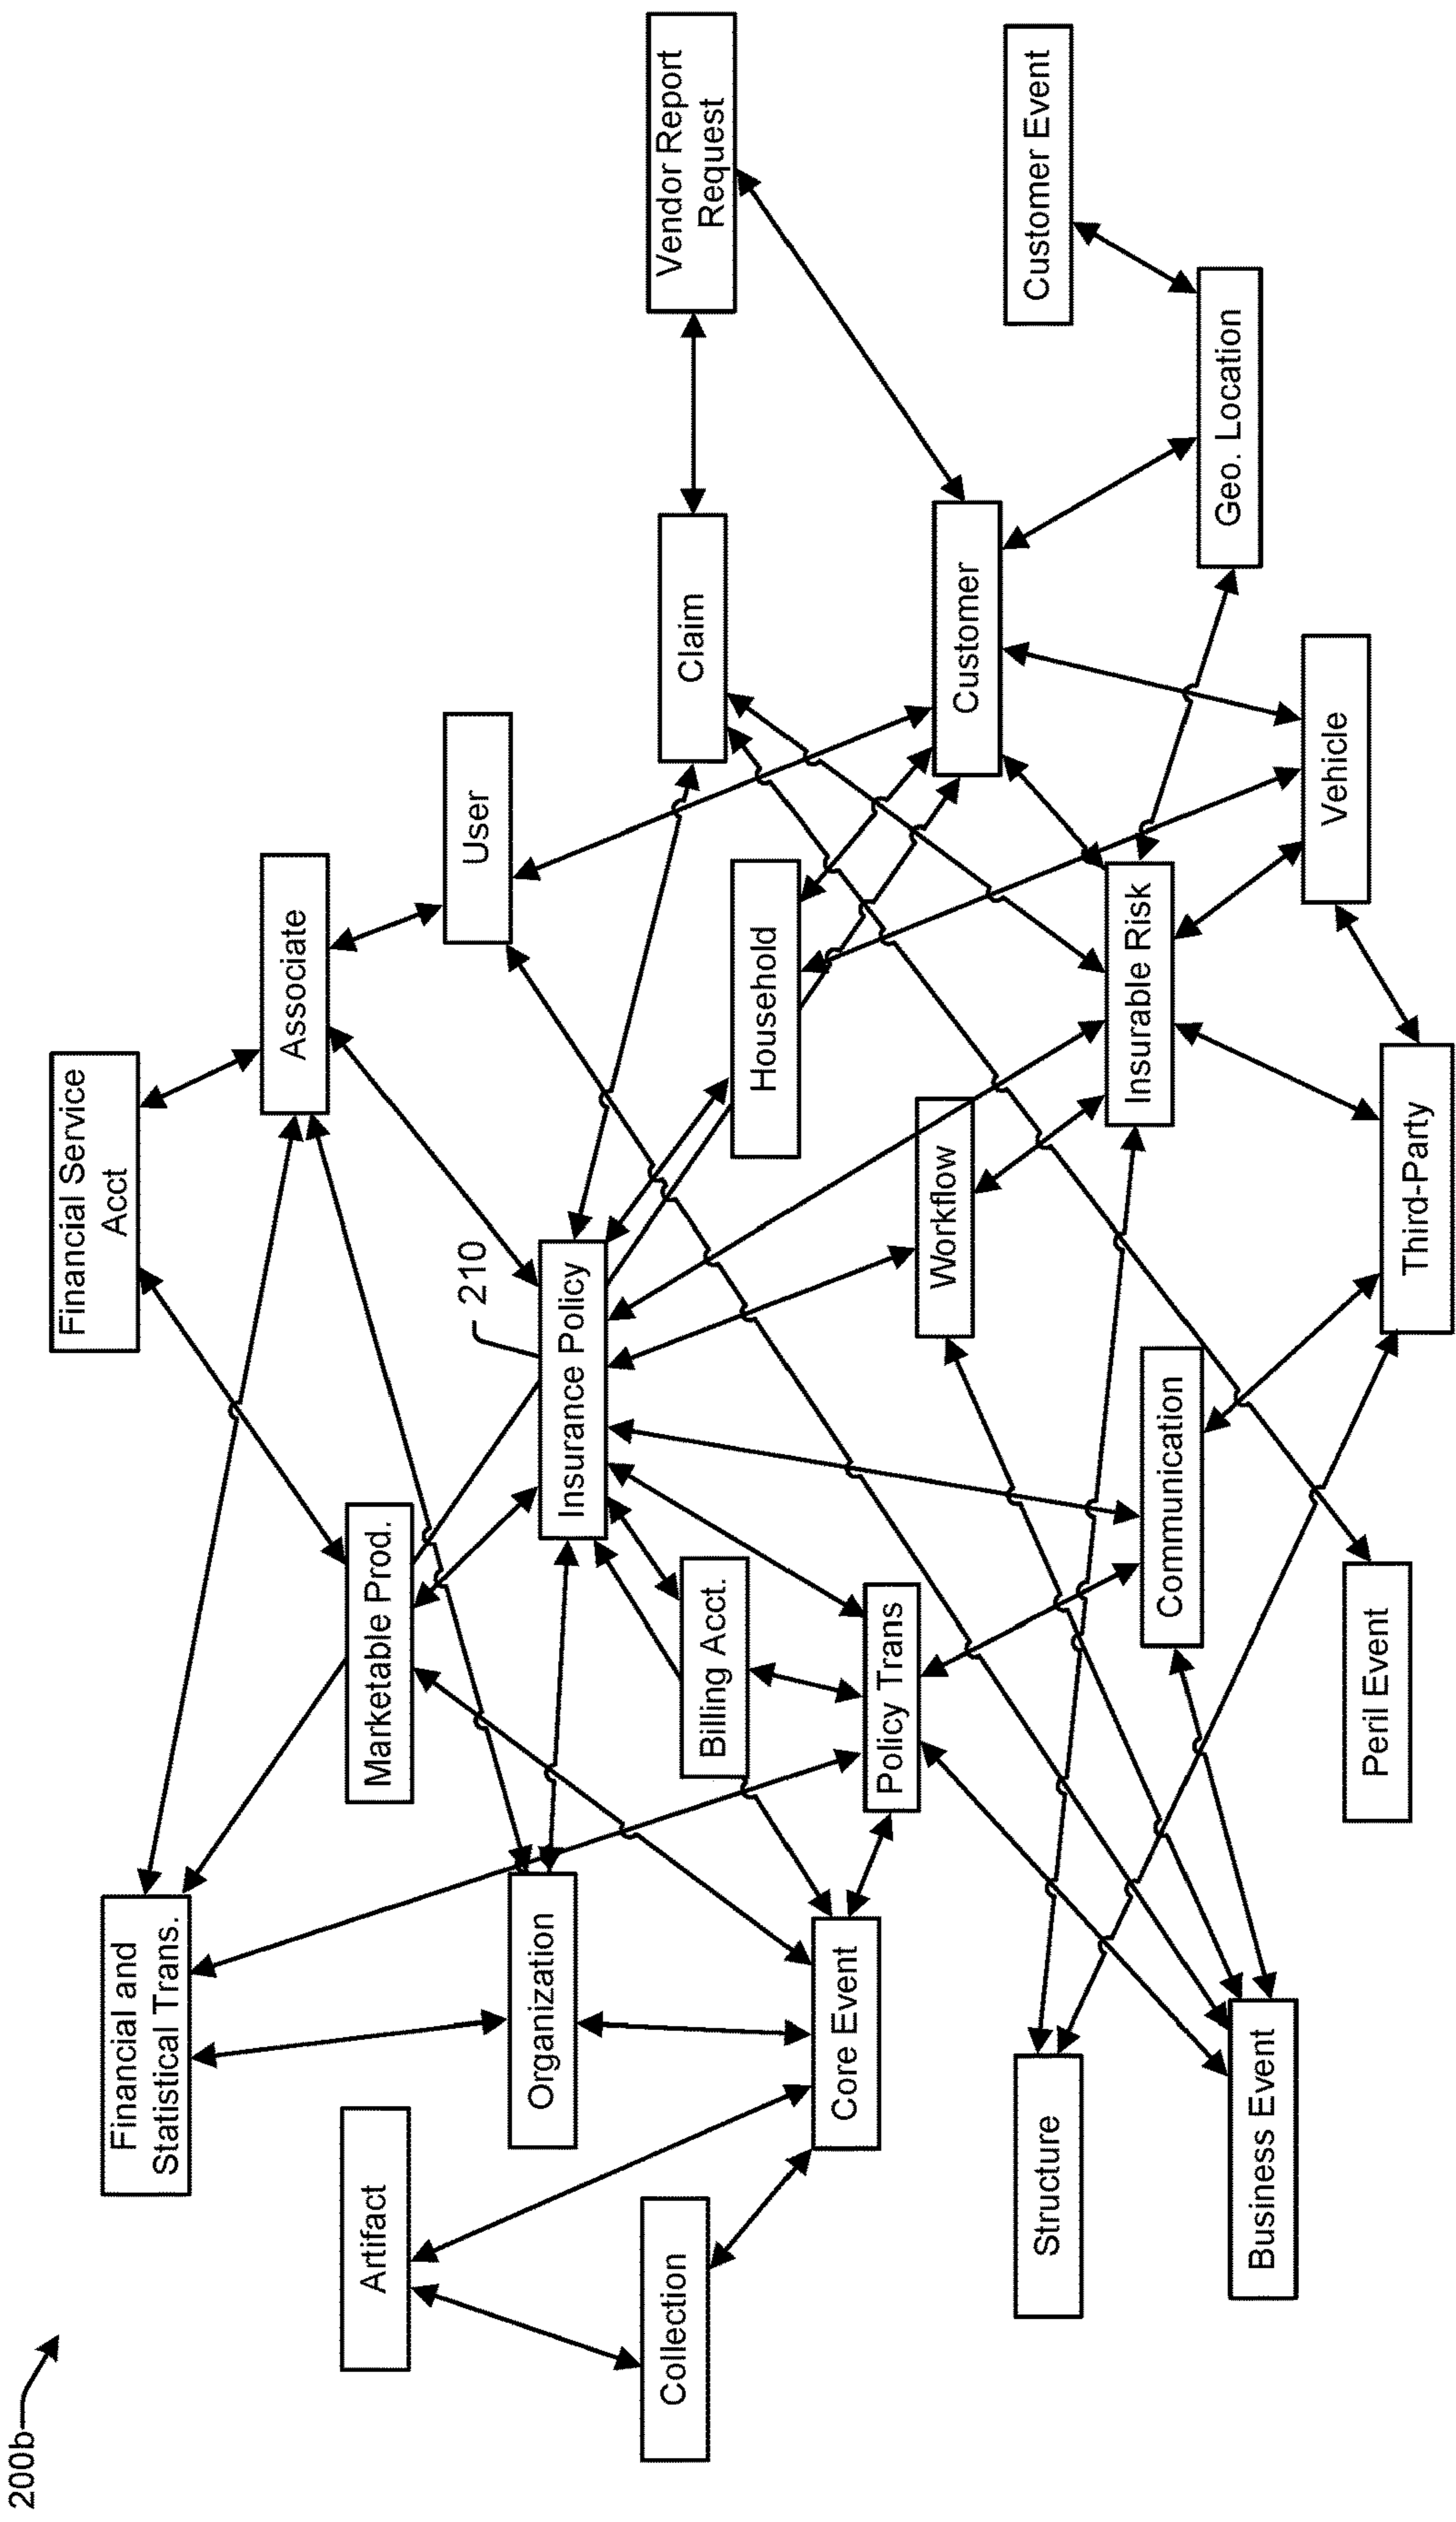 200b
Financial and
Statistical Trans.
Financial Service
Acct
Associate
User
Artifact
Marketable Prod.
210
Organization
Insurance Policy
Claim
Vendor Report
Request
Collection
Billing Acct.
Household
Core Event
Policy Trans
Workflow
Customer
Customer Event
Structure
Communication
Insurable Risk
Geo. Location
Business Event
Peril Event
Third-Party
Vehicle